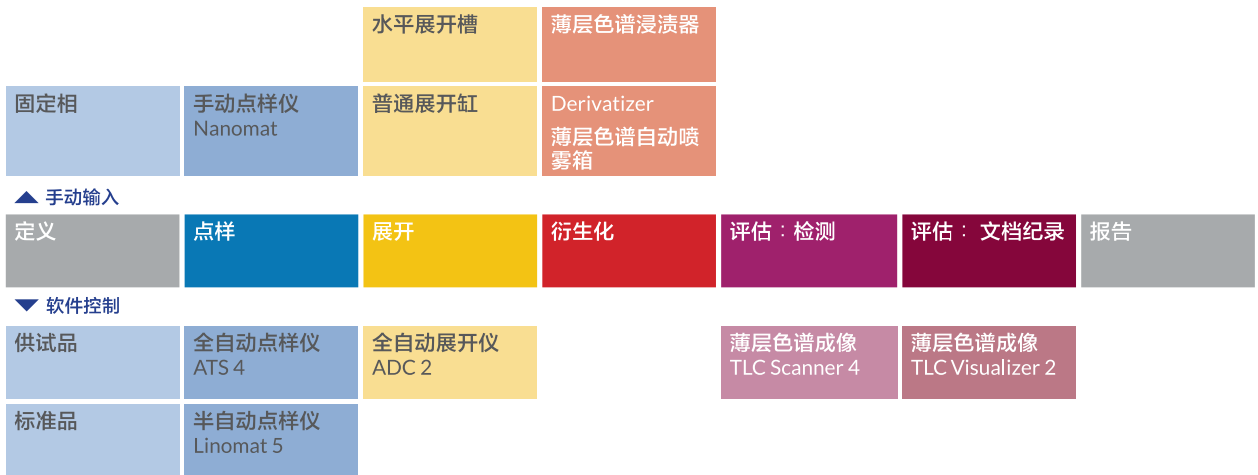 水平展开槽
薄层色谱浸渍器
固定相
手动点样仪
Nanomat
普通展开缸
Derivatizer
薄层色谱自动喷
雾箱
手动输入
定义
点样
展开
衍生化
评估：检测
评估： 文档纪录
报告
软件控制
供试品
全自动点样仪
ATS 4
全自动展开仪
ADC 2
薄层色谱成像
TLC Scanner 4
薄层色谱成像
TLC Visualizer 2
标准品
半自动点样仪
Linomat 5